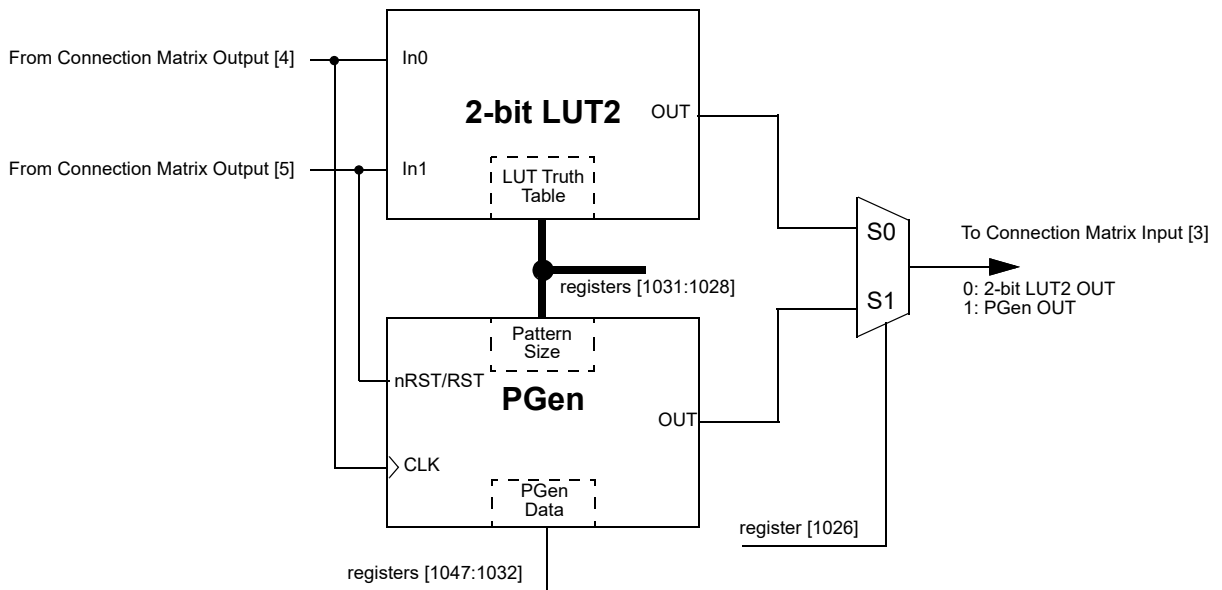 From Connection Matrix Output [4]
In0
2-bit LUT2
OUT
From Connection Matrix Output [5]
In1
LUT Truth
Table
S0
To Connection Matrix Input [3]
registers [1031:1028]
0: 2-bit LUT2 OUT
1: PGen OUT
S1
Pattern
Size
nRST/RST
PGen
OUT
CLK
PGen
Data
register [1026]
registers [1047:1032]